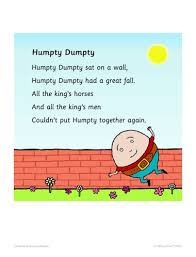 Humpty Dumpty
Humpty Dumpty sat on a wall,
Humpty Dumpty had a great fall.
All the king's horses
And all the king's men
Couldn't put Humpty together again.